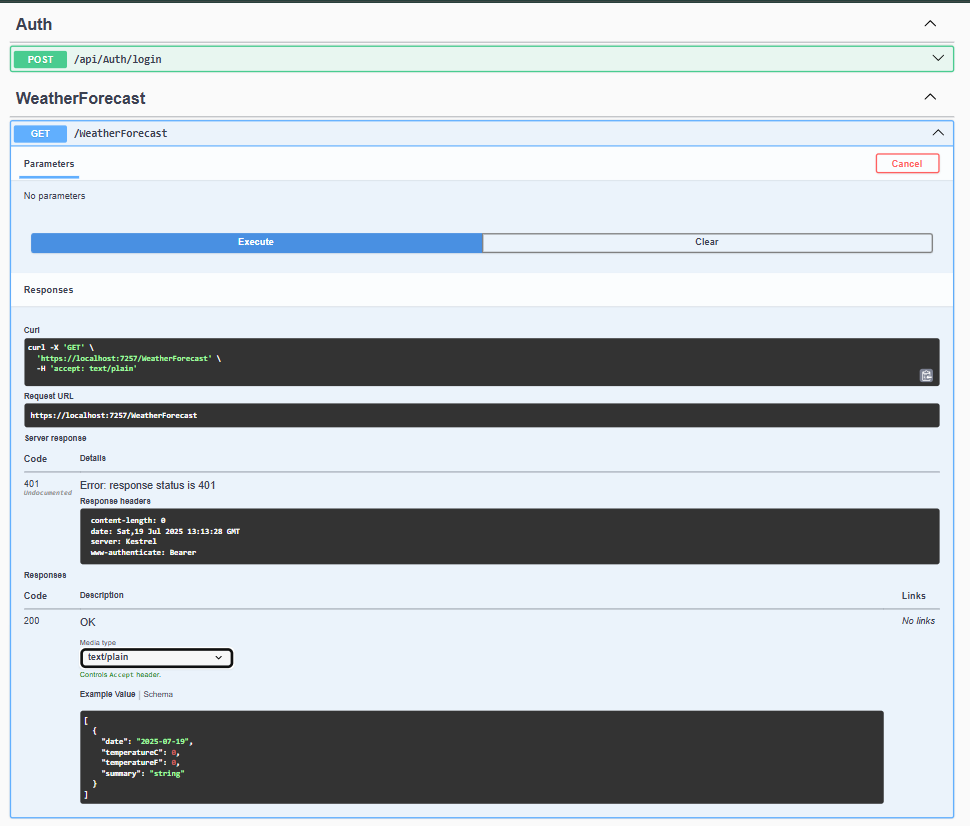 Auth
POST /api/Auth/login
WeatherForecast
GET /WeatherForecast
Parameters
Cancel
No parameters
Execute
Clear
Responses
Curl
curl -X 'GET' \
'https://localhost:7257/WeatherForecast' \
-H 'accept: text/plain'
Request URL
https://localhost:7257/WeatherForecast
Server response
Code Details
401 Error: response status is 401
Undocumented
Response headers
content-length: 0
date: Sat,19 Jul 2025 13:13:28 GMT
server: Kestrel
www-authenticate: Bearer
Responses
Code Description Links
200 OK No links
Media type
text/plain
Controls Accept header.
Example Value | Schema
[
{
"date": "2025-07-19",
"temperatureC": 0,
"temperatureF": 0,
"summary": "string"
}
]